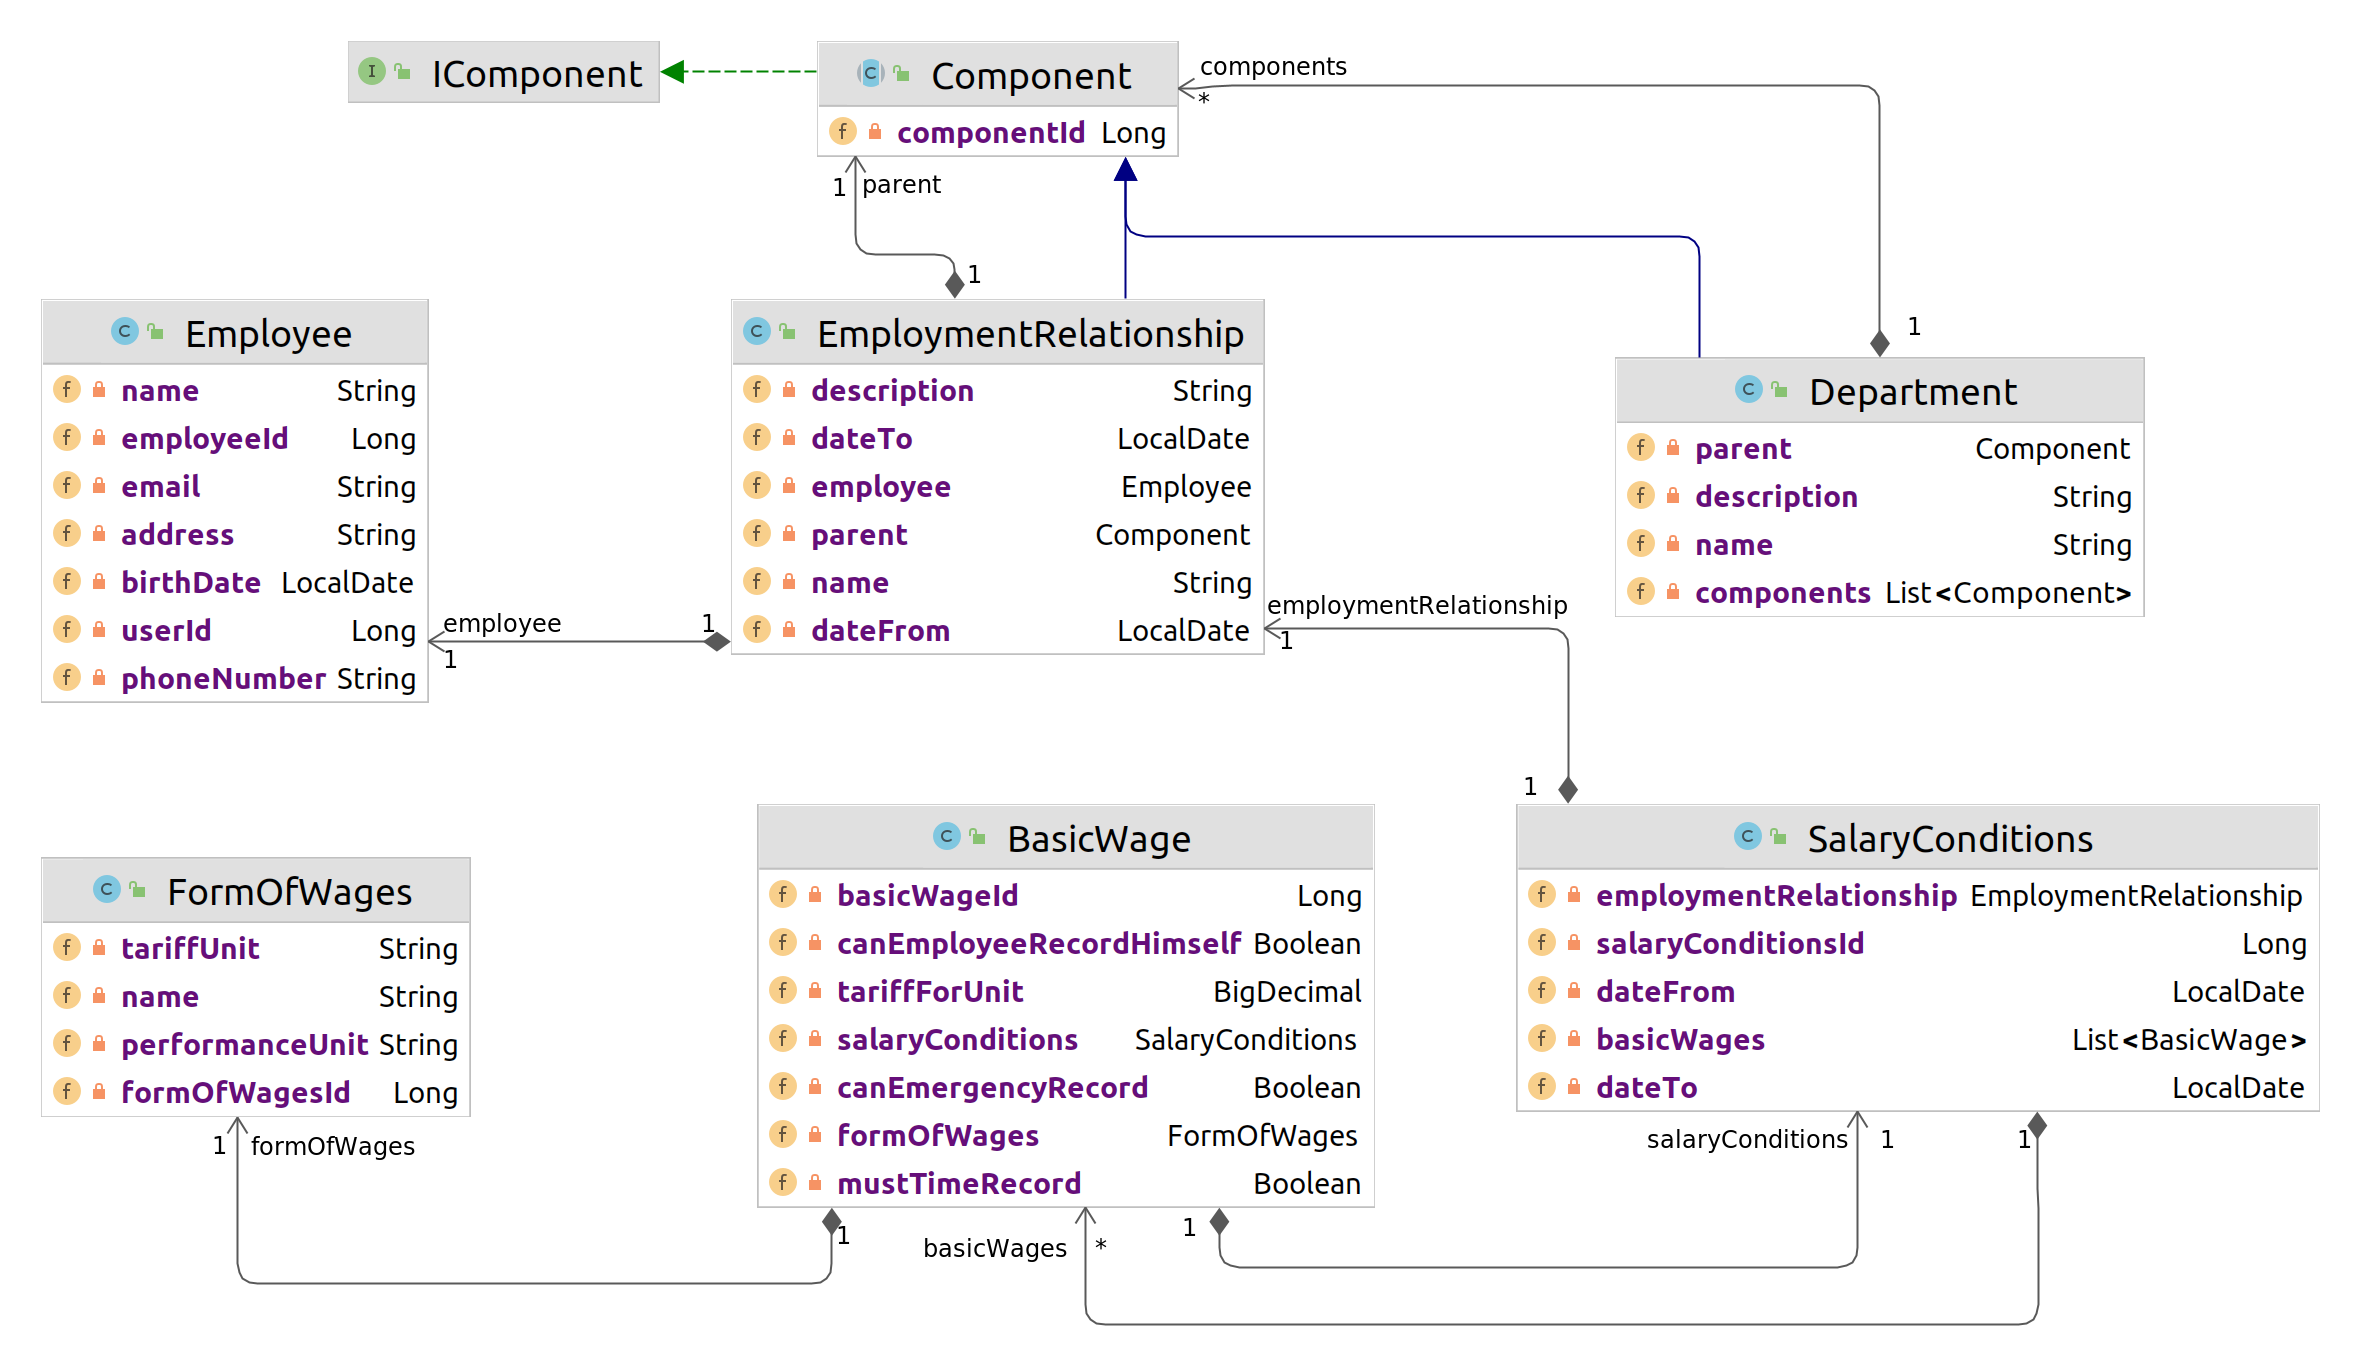 IComponent
Component
componentId Long
components
*
1 parent
1
1
Employee
name String
employeeId Long
email String
address String
birthDate LocalDate
userId Long
phoneNumber String
employee
1
1
EmploymentRelationship
description String
dateTo LocalDate
employee Employee
parent Component
name String
dateFrom LocalDate
employmentRelationship
1
1
Department
parent Component
description String
name String
components List<Component>
FormOfWages
tariffUnit String
name String
performanceUnit String
formOfWagesId Long
1 formOfWages
1
BasicWage
basicWageId Long
canEmployeeRecordHimself Boolean
tariffForUnit BigDecimal
salaryConditions SalaryConditions
canEmergencyRecord Boolean
formOfWages FormOfWages
mustTimeRecord Boolean
basicWages *
1
SalaryConditions
employmentRelationship EmploymentRelationship
salaryConditionsId Long
dateFrom LocalDate
basicWages List<BasicWage>
dateTo LocalDate
salaryConditions 1
1